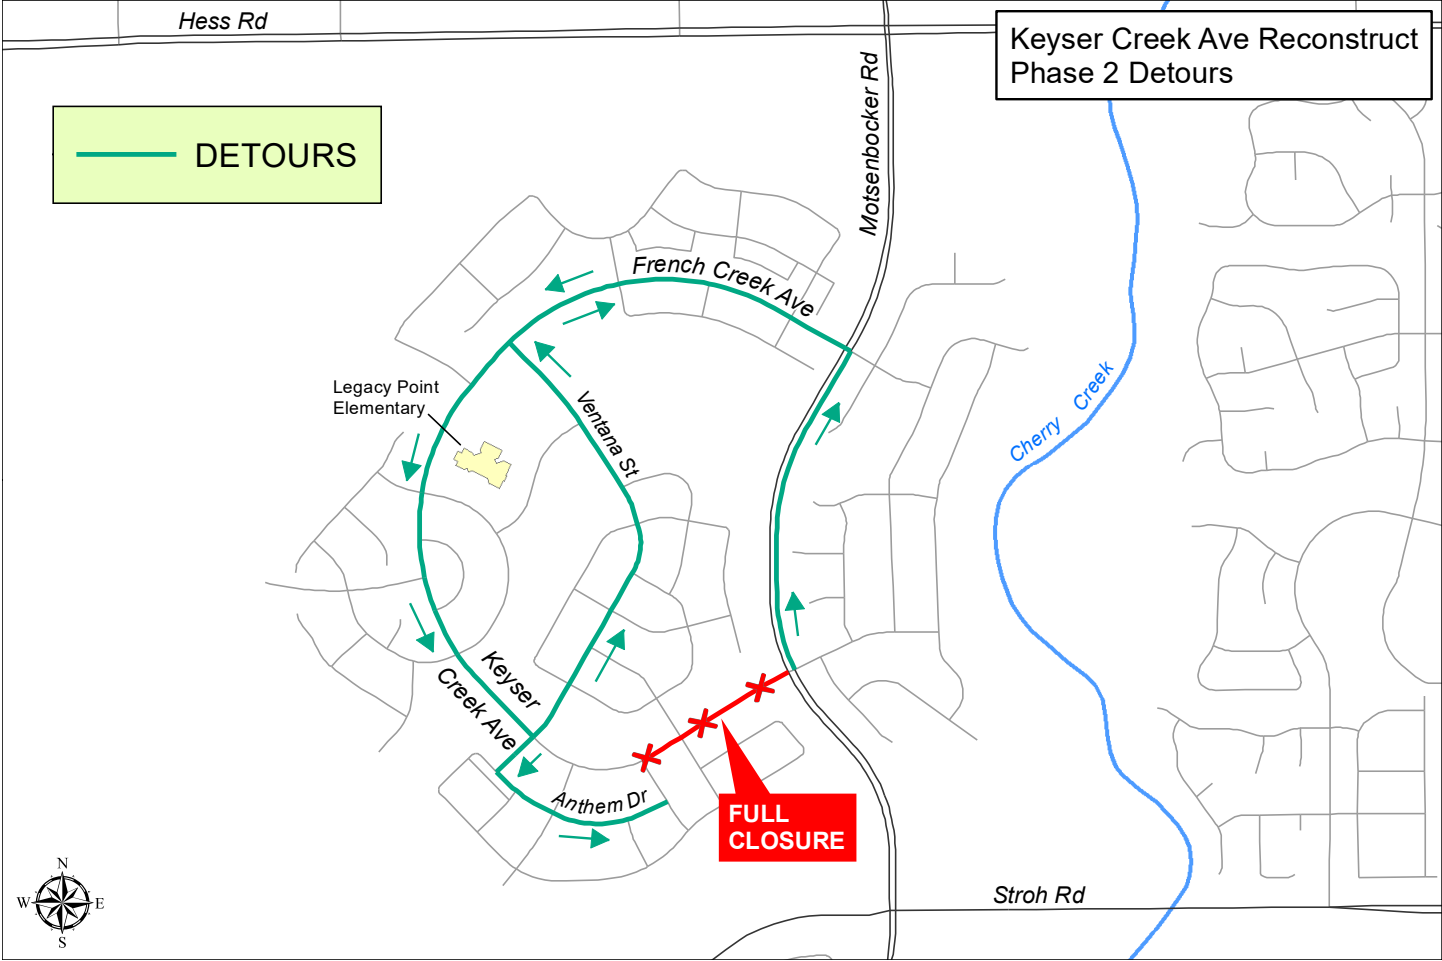 Hess Rd
Keyser Creek Ave Reconstruct
Phase 2 Detours
Motsenbocker Rd
DETOURS
French Creek Ave
Legacy Point
Elementary
Ventana St
Cherry Creek
Keyser
Creek Ave
Anthem Dr
FULL
CLOSURE
Stroh Rd
N
W
E
S